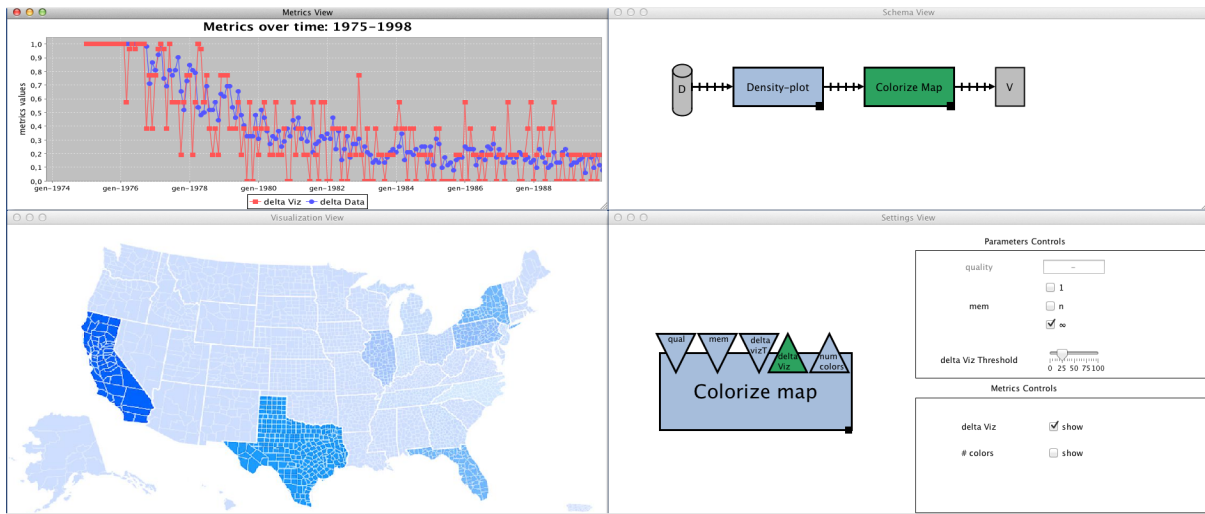 Metrics View
Metrics over time: 1975-1998
metrics values
1,0
0,9
0,8
0,7
0,6
0,5
0,4
0,3
0,2
0,1
0,0
gen-1974 gen-1976 gen-1978 gen-1980 gen-1982 gen-1984 gen-1986 gen-1988
delta Viz delta Data
Schema View
D Density-plot Colorize Map V
Visualization View
Settings View
qual mem delta vizT delta Viz num colors
Colorize map
Parameters Controls
quality -
1
mem n
∞
delta Viz Threshold
0 25 50 75 100
Metrics Controls
delta Viz show
# colors show